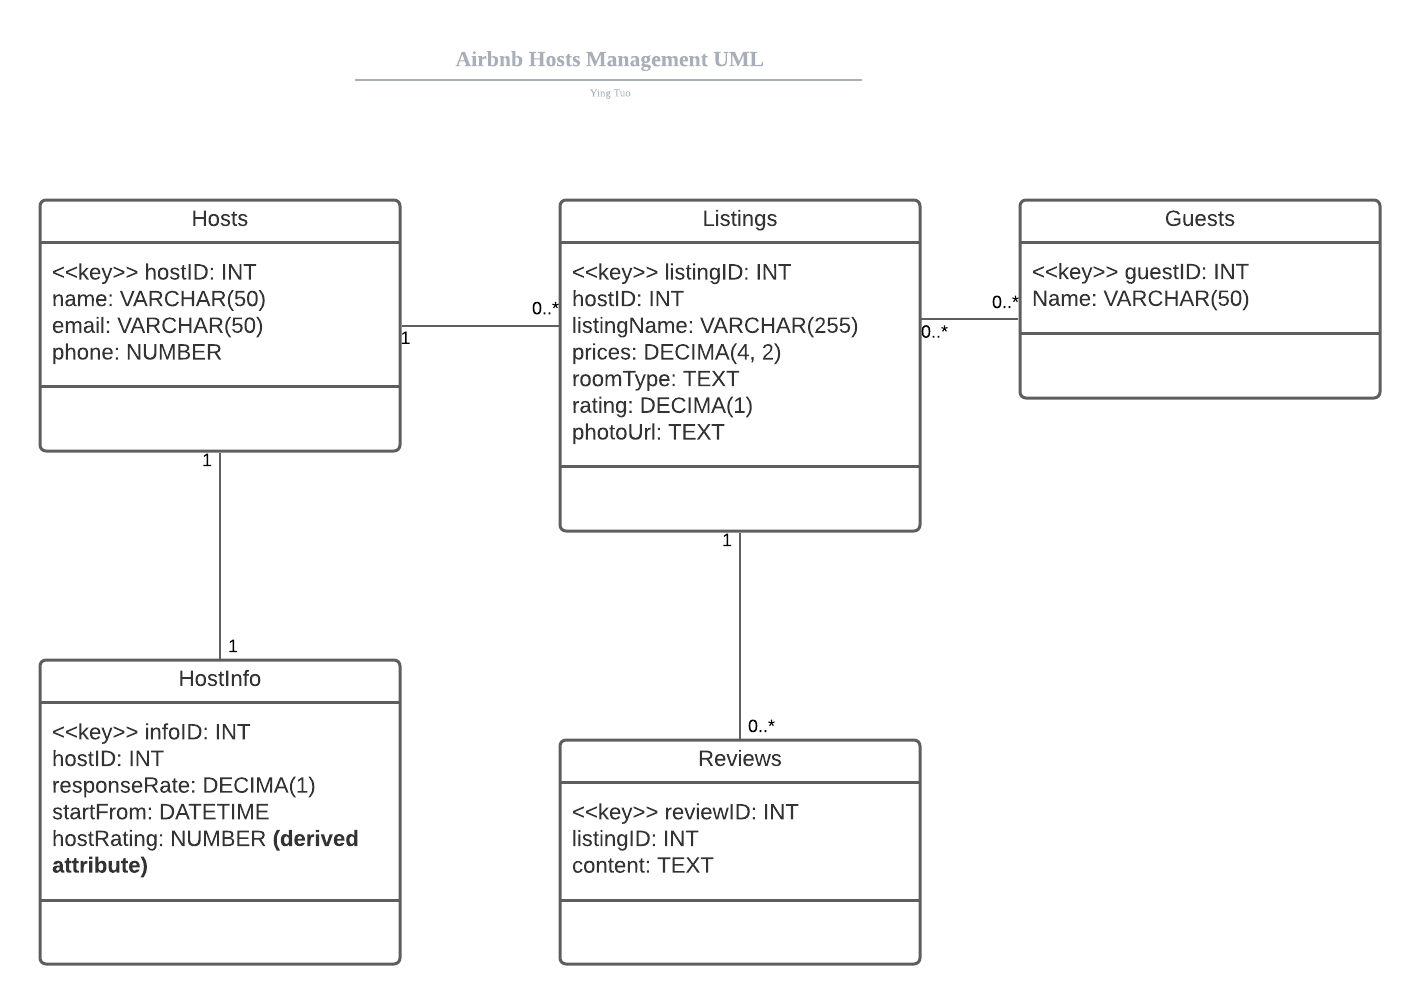 Airbnb Hosts Management UML
Ying Tuo
Hosts
<<key>> hostID: INT
name: VARCHAR(50)
email: VARCHAR(50)
phone: NUMBER
1
0..*
Listings
<<key>> listingID: INT
hostID: INT
listingName: VARCHAR(255)
prices: DECIMA(4, 2)
roomType: TEXT
rating: DECIMA(1)
photoUrl: TEXT
0..*
0..*
Guests
<<key>> guestID: INT
Name: VARCHAR(50)
1
1
HostInfo
<<key>> infoID: INT
hostID: INT
responseRate: DECIMA(1)
startFrom: DATETIME
hostRating: NUMBER (derived
attribute)
1
0..*
Reviews
<<key>> reviewID: INT
listingID: INT
content: TEXT